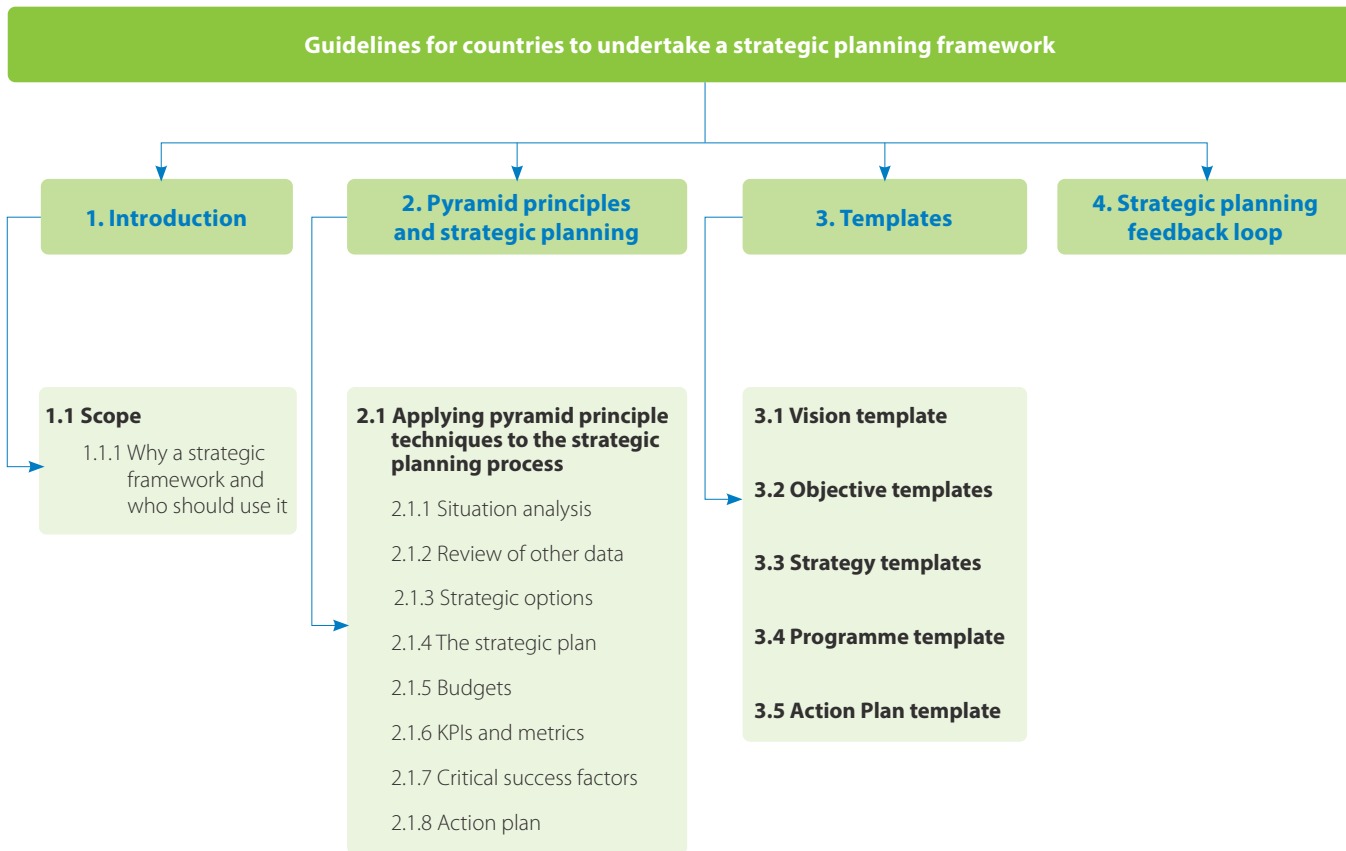 Guidelines for countries to undertake a strategic planning framework
1. Introduction
2. Pyramid principles
and strategic planning
3. Templates
4. Strategic planning
feedback loop
1.1 Scope
1.1.1 Why a strategic
framework and
who should use it
2.1 Applying pyramid principle
techniques to the strategic
planning process
2.1.1 Situation analysis
2.1.2 Review of other data
2.1.3 Strategic options
2.1.4 The strategic plan
2.1.5 Budgets
2.1.6 KPIs and metrics
2.1.7 Critical success factors
2.1.8 Action plan
3.1 Vision template
3.2 Objective templates
3.3 Strategy templates
3.4 Programme template
3.5 Action Plan template